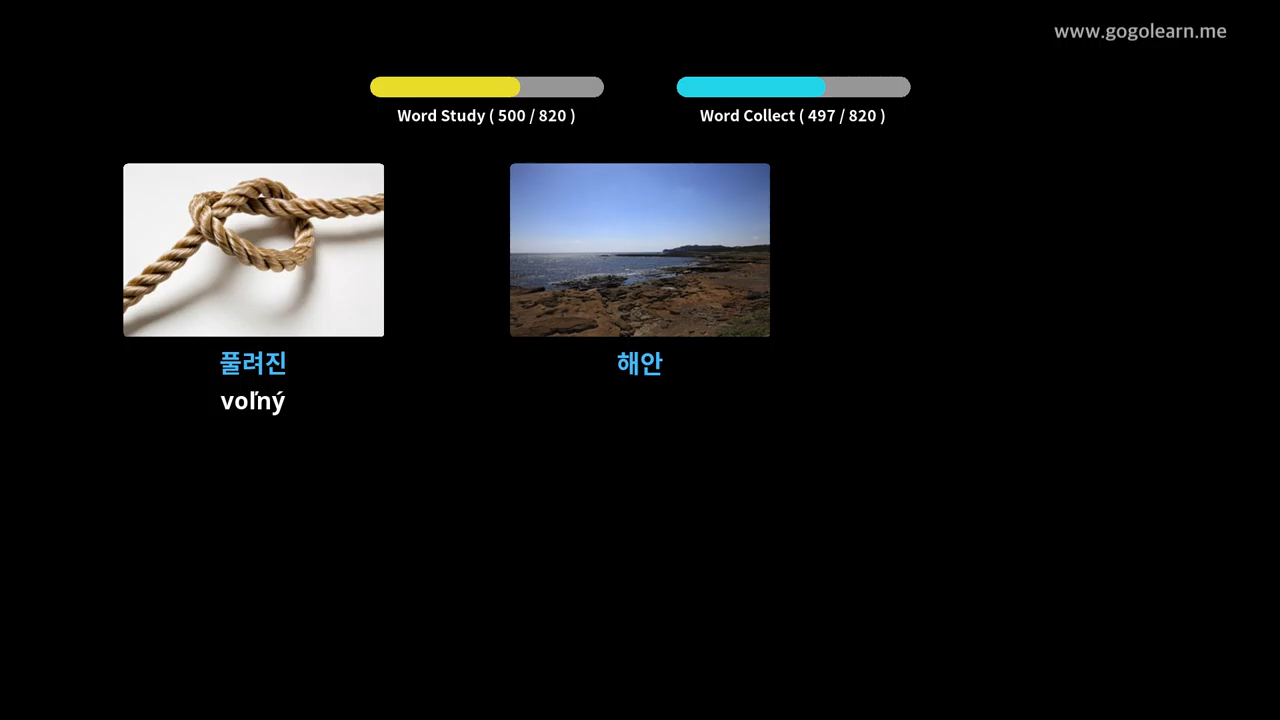 www.gogolearn.me
Word Study ( 500 / 820 )
Word Collect ( 497 / 820 )
풀려진
voľný
해안